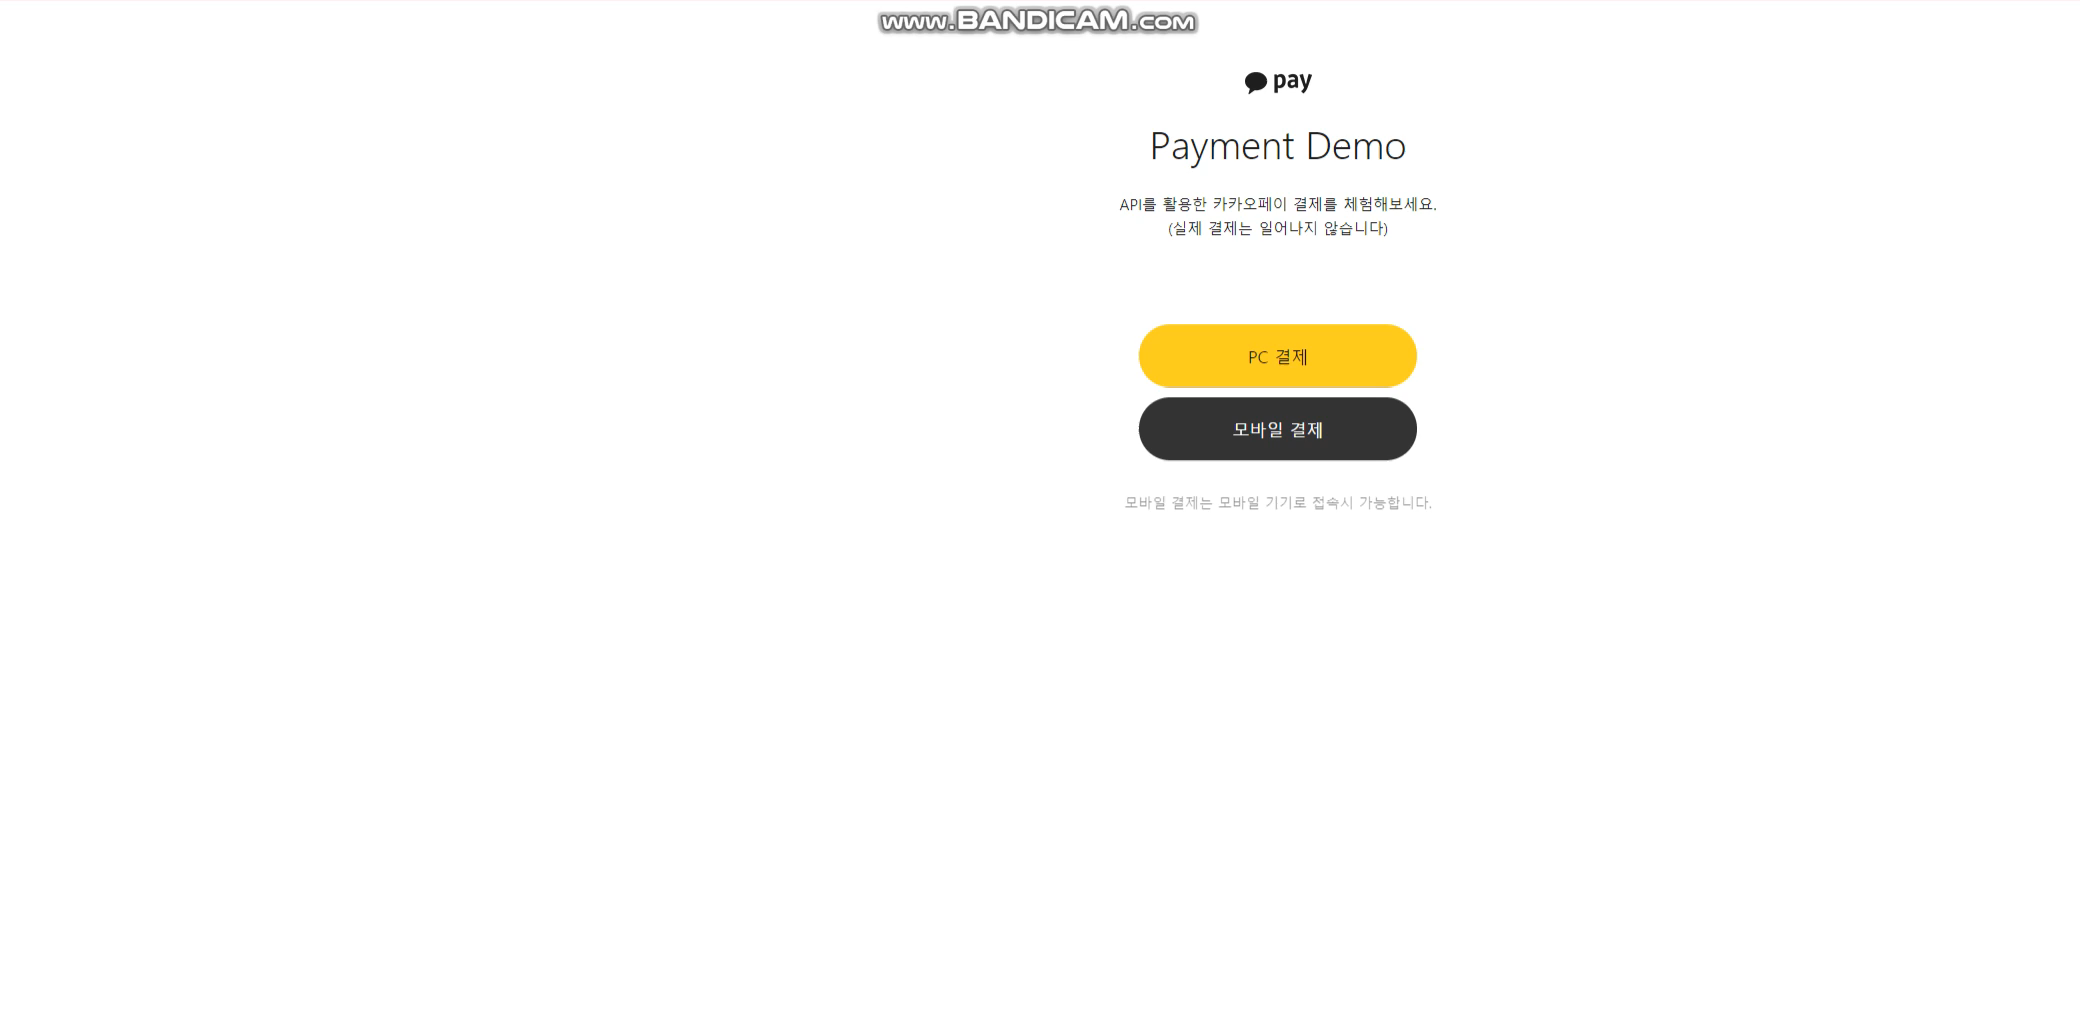 www.BANDICAM.com
pay
Payment Demo
API를 활용한 카카오페이 결제를 체험해보세요.
(실제 결제는 일어나지 않습니다)
PC 결제
모바일 결제
모바일 결제는 모바일 기기로 접속시 가능합니다.